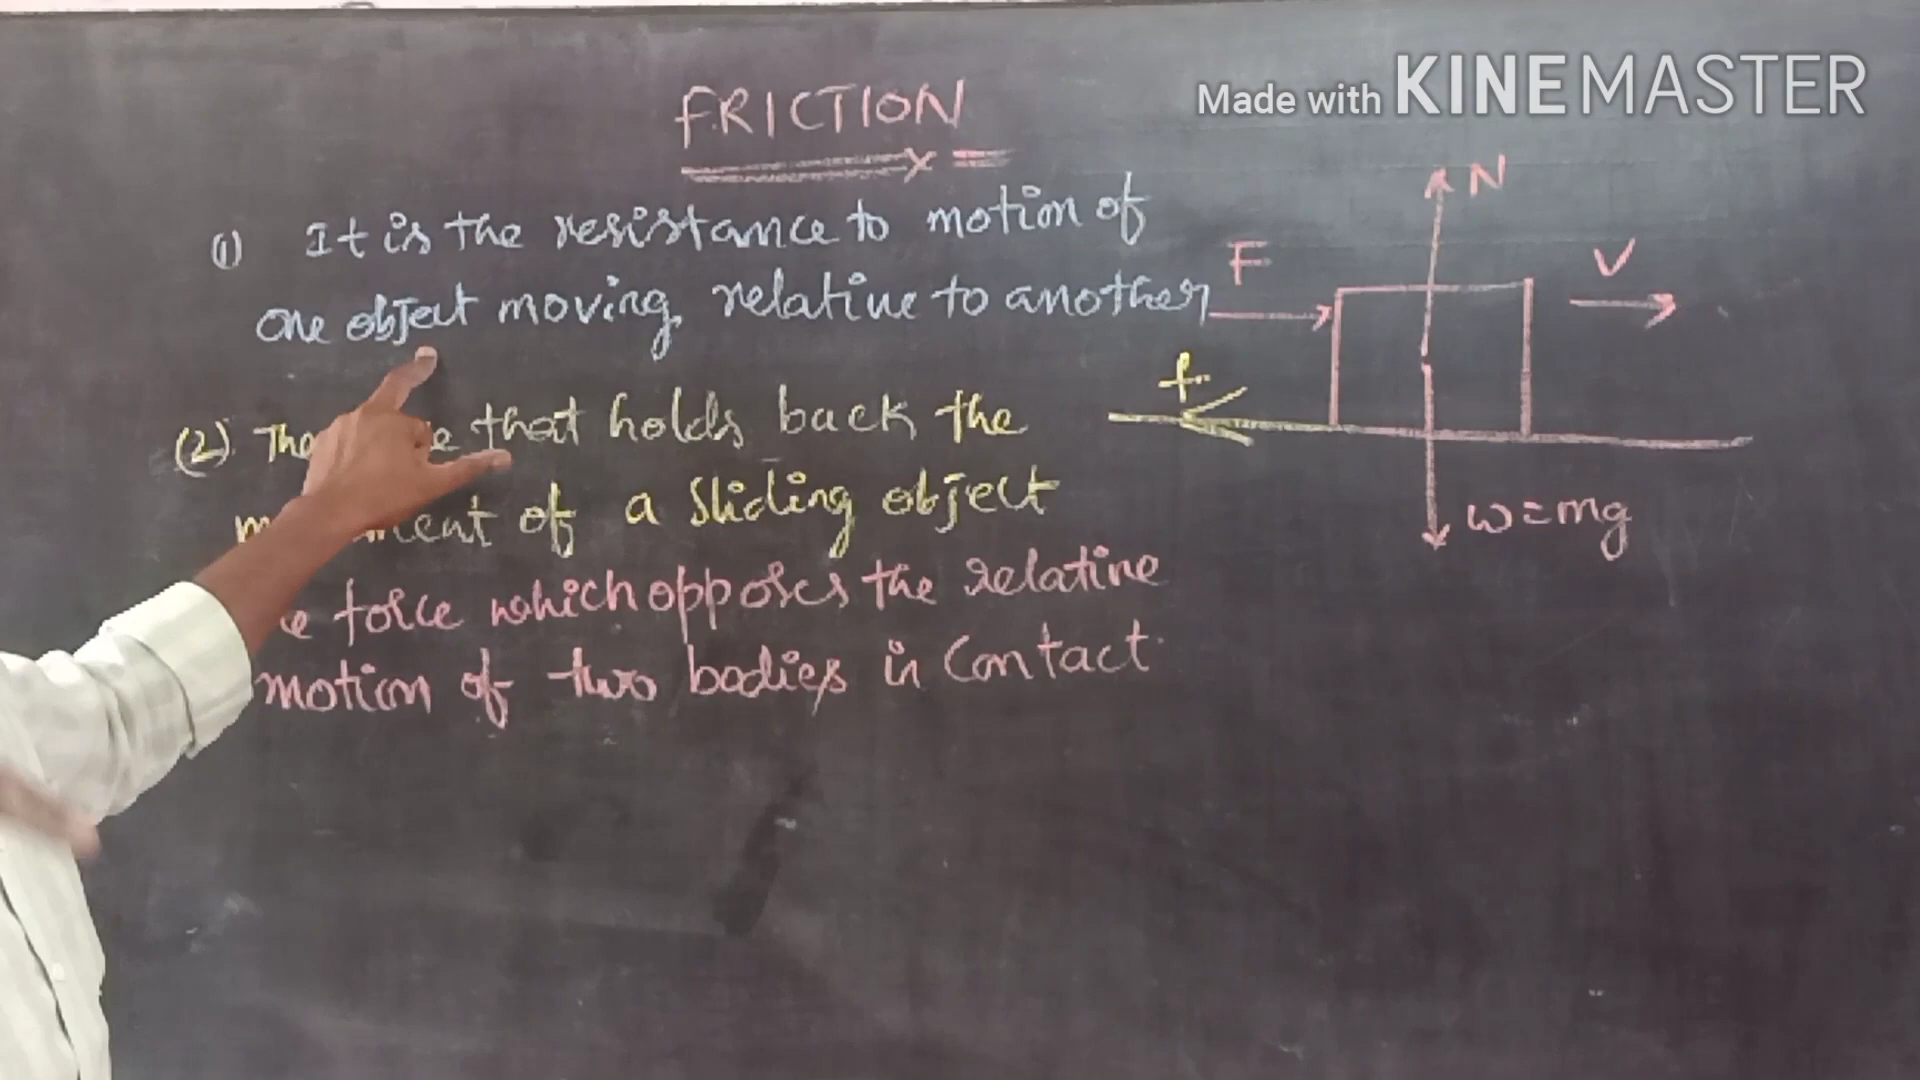 Made with KINEMASTER
FRICTION
(1) It is the resistance to motion of
one object moving relative to another
(2) The that holds back the
of a sliding object
force which opposes the relative
motion of two bodies in contact
N
F
V
f
w=mg